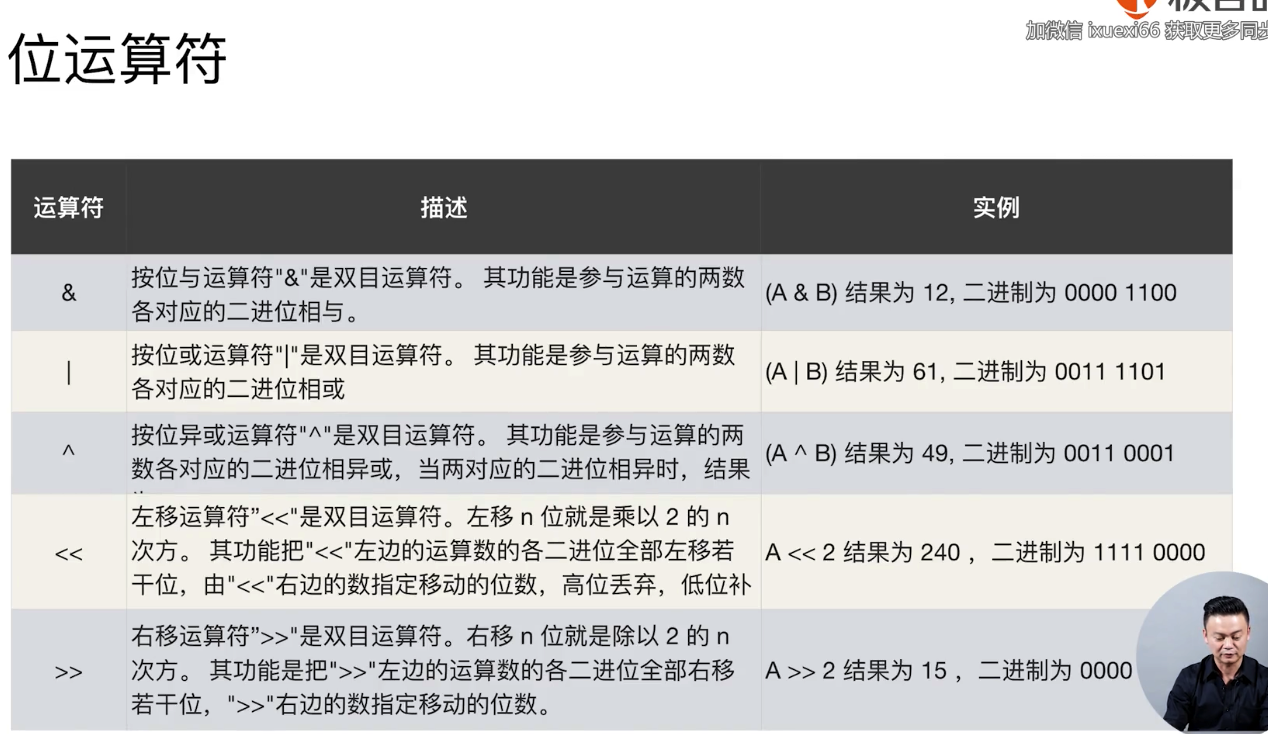 加微信 ixuexi66 获取更多同步
位运算符
运算符 描述 实例
& 按位与运算符"&"是双目运算符。 其功能是参与运算的两数
各对应的二进位相与。
(A & B) 结果为 12, 二进制为 0000 1100
| 按位或运算符"|"是双目运算符。 其功能是参与运算的两数
各对应的二进位相或
(A | B) 结果为 61, 二进制为 0011 1101
^ 按位异或运算符"^"是双目运算符。 其功能是参与运算的两
数各对应的二进位相异或，当两对应的二进位相异时，结果
(A ^ B) 结果为 49, 二进制为 0011 0001
<< 左移运算符”<<"是双目运算符。左移 n 位就是乘以 2 的 n
次方。 其功能把"<<"左边的运算数的各二进位全部左移若
干位，由"<<"右边的数指定移动的位数，高位丢弃，低位补
A << 2 结果为 240 ，二进制为 1111 0000
>> 右移运算符”>>"是双目运算符。右移 n 位就是除以 2 的 n
次方。 其功能是把">>"左边的运算数的各二进位全部右移
若干位，">>"右边的数指定移动的位数。
A >> 2 结果为 15 ，二进制为 0000